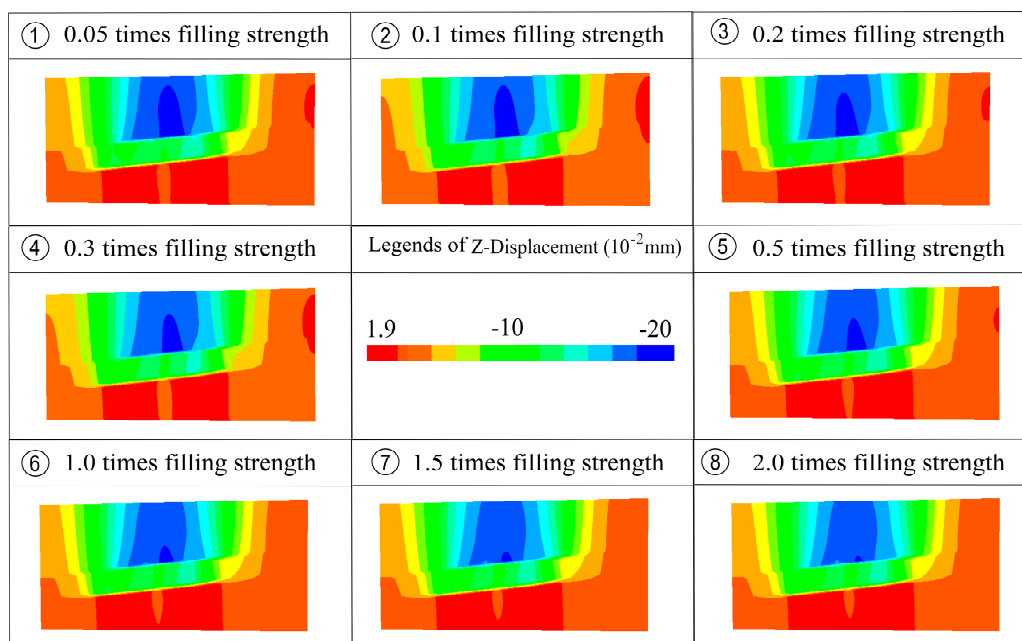 ① 0.05 times filling strength
② 0.1 times filling strength
③ 0.2 times filling strength
④ 0.3 times filling strength
Legends of Z-Displacement (10⁻²mm)
⑤ 0.5 times filling strength
1.9 -10 -20
⑥ 1.0 times filling strength
⑦ 1.5 times filling strength
⑧ 2.0 times filling strength